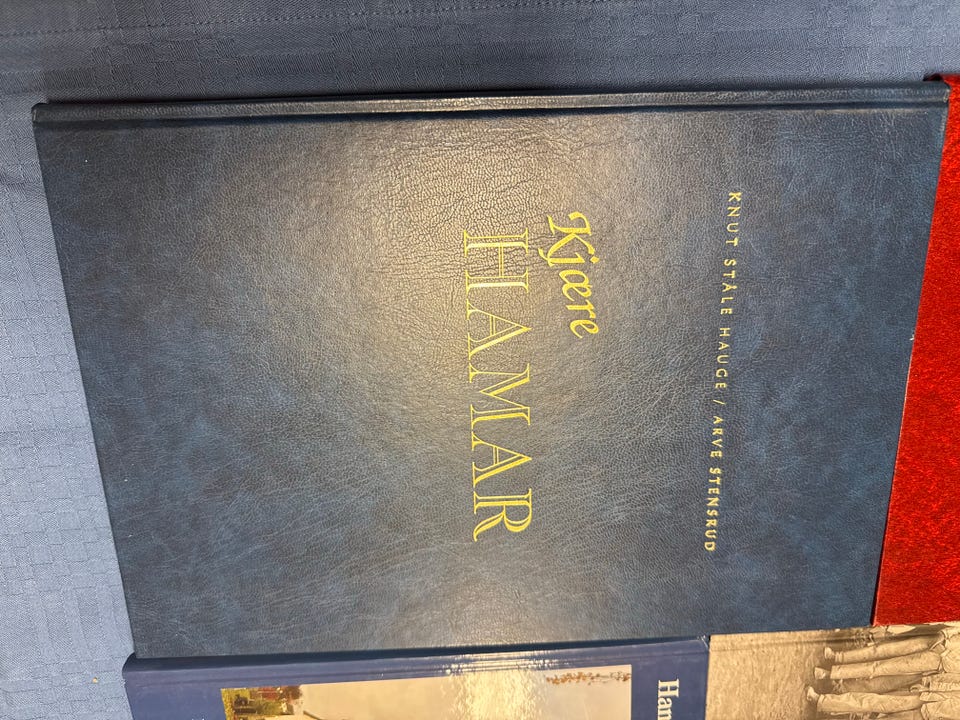 KNUT STÅLE HAUGE / ARVE STENSRUD
Kjære
HAMAR